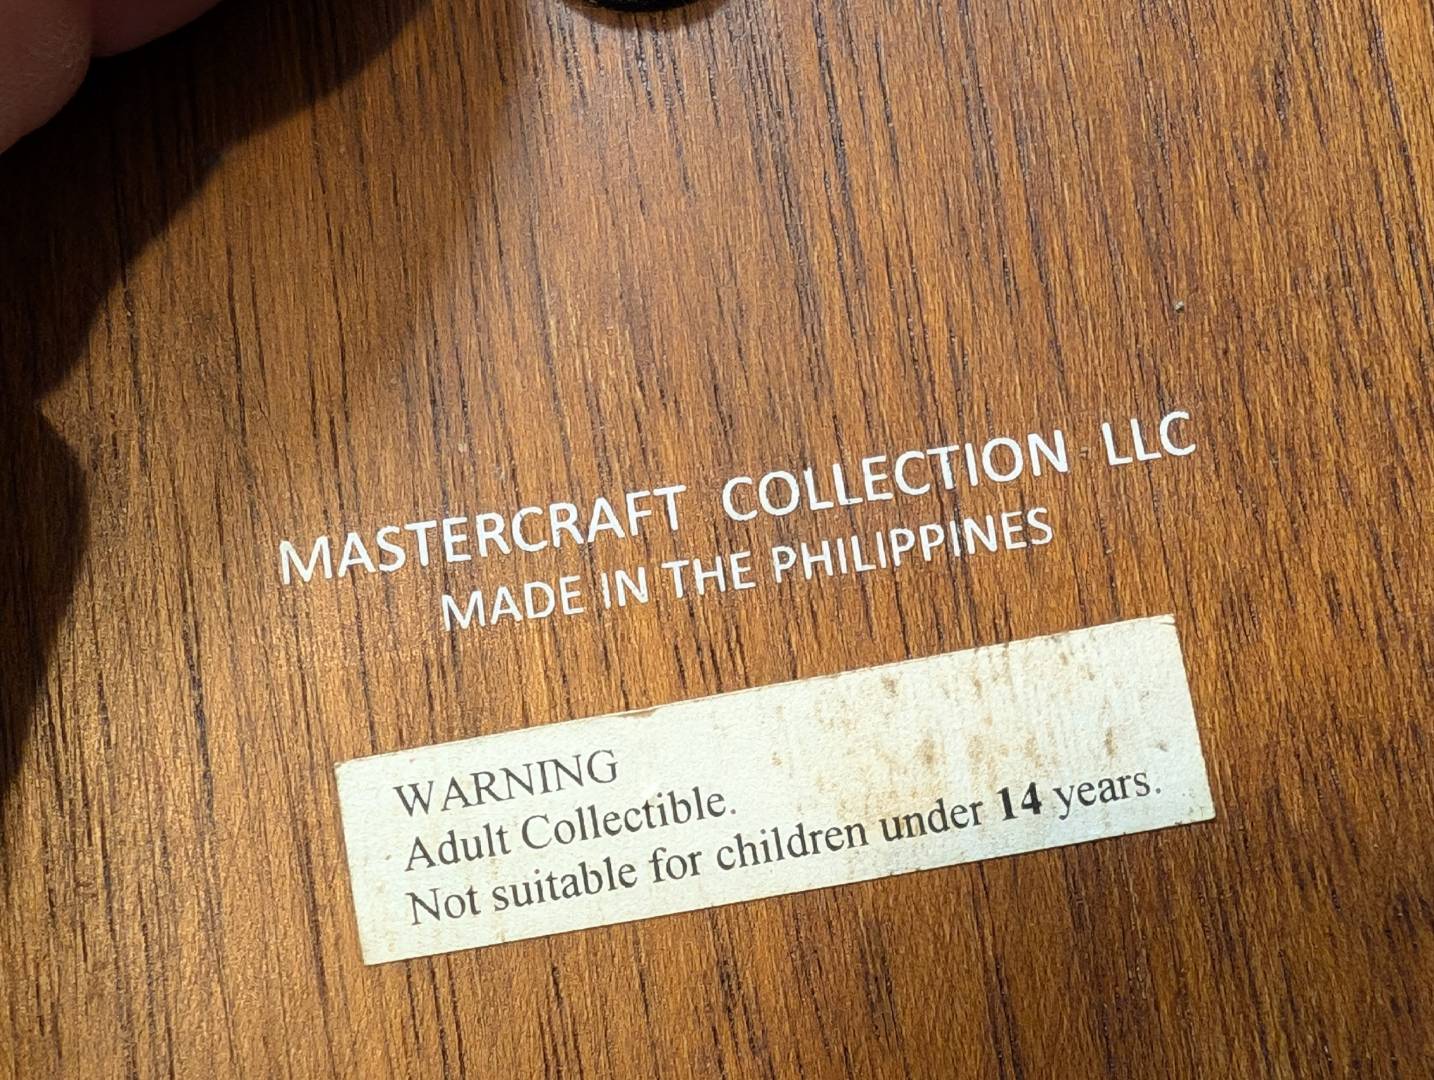 MASTERCRAFT COLLECTION LLC
MADE IN THE PHILIPPINES
WARNING
Adult Collectible.
Not suitable for children under 14 years.